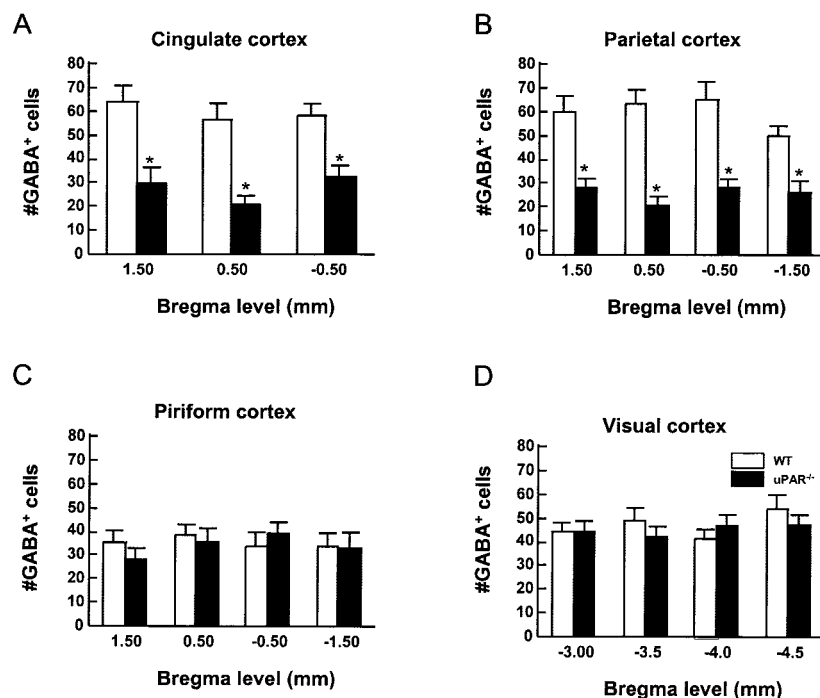 A
Cingulate cortex
#GABA⁺ cells
80
70
60
50
40
30
20
10
0
*
*
*
1.50 0.50 -0.50
Bregma level (mm)
B
Parietal cortex
#GABA⁺ cells
80
70
60
50
40
30
20
10
0
*
*
*
*
1.50 0.50 -0.50 -1.50
Bregma level (mm)
C
Piriform cortex
#GABA⁺ cells
80
70
60
50
40
30
20
10
0
1.50 0.50 -0.50 -1.50
Bregma level (mm)
D
Visual cortex
WT
uPAR⁻/⁻
#GABA⁺ cells
80
70
60
50
40
30
20
10
0
-3.00 -3.5 -4.0 -4.5
Bregma level (mm)